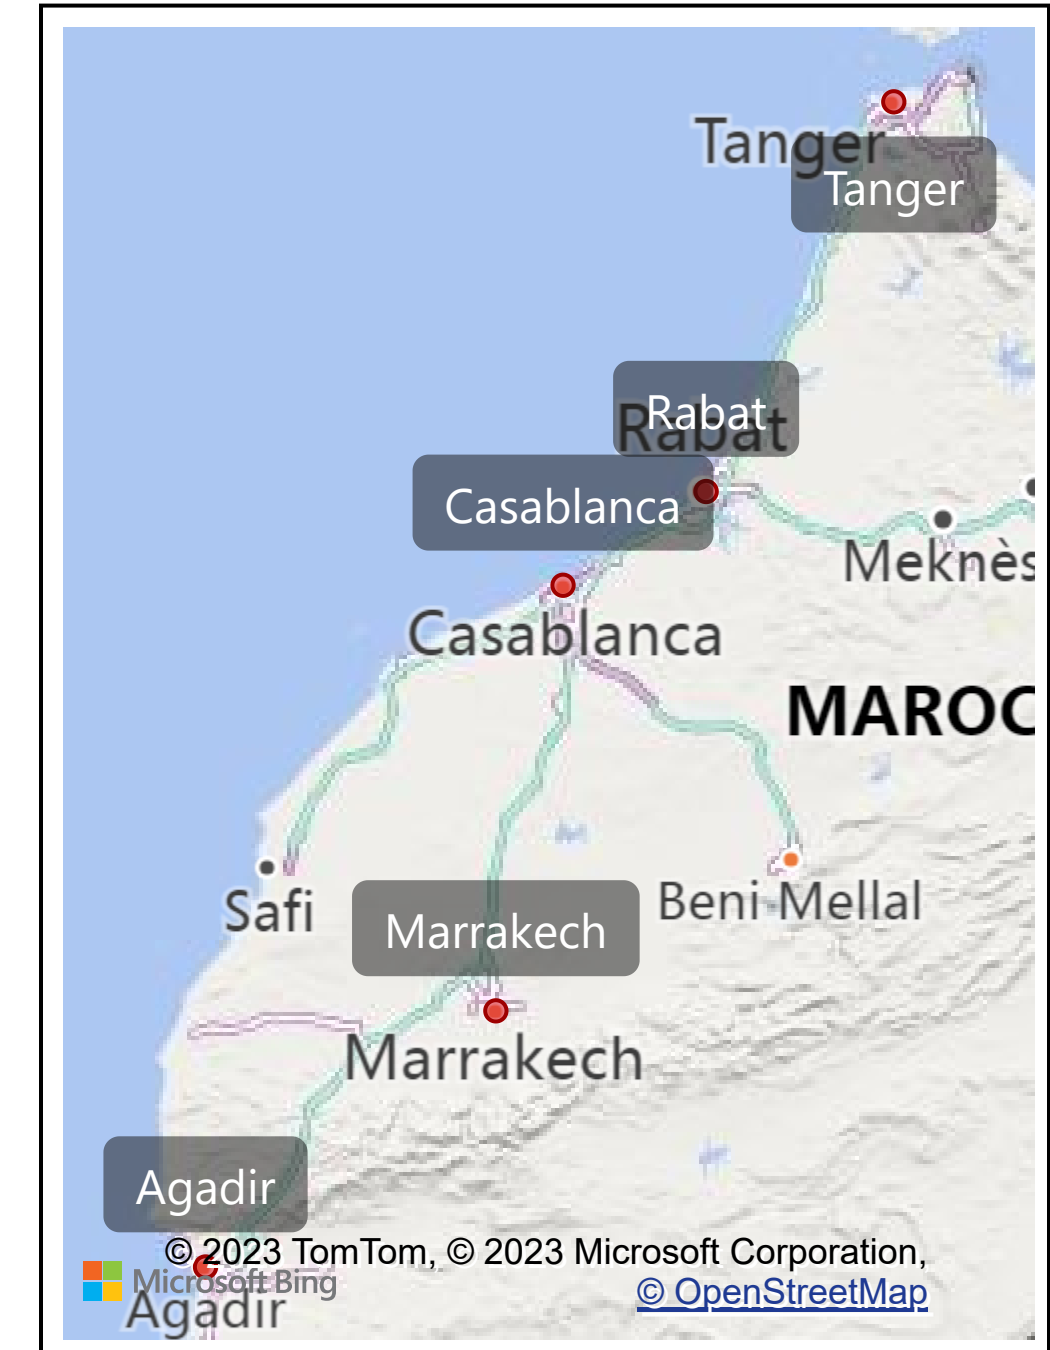 Tanger
Tanger
Rabat
Rabat
Casablanca
Meknès
Casablanca
MAROC
Safi
Beni-Mellal
Marrakech
Marrakech
Agadir
© 2023 TomTom, © 2023 Microsoft Corporation,
Microsoft Bing
© OpenStreetMap
Agadir